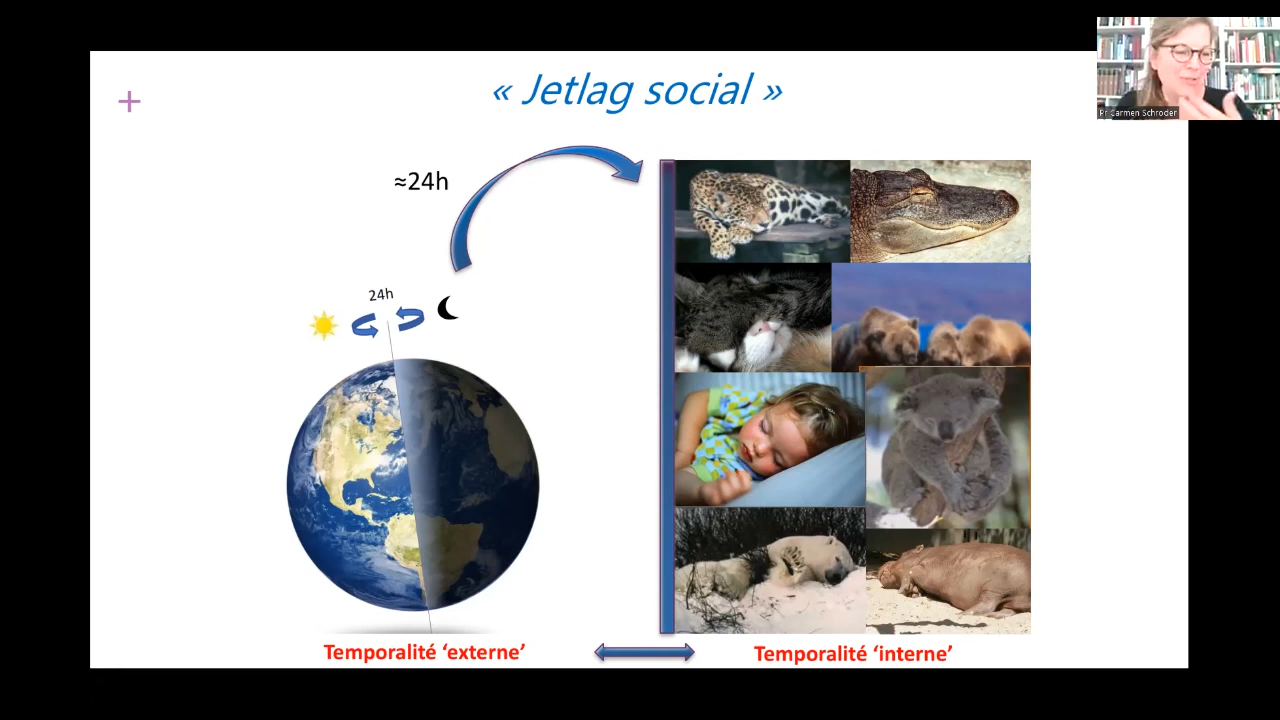 +
« Jetlag social »
Pr Carmen Schroder
≈24h
24h
Temporalité ‘externe’
Temporalité ‘interne’